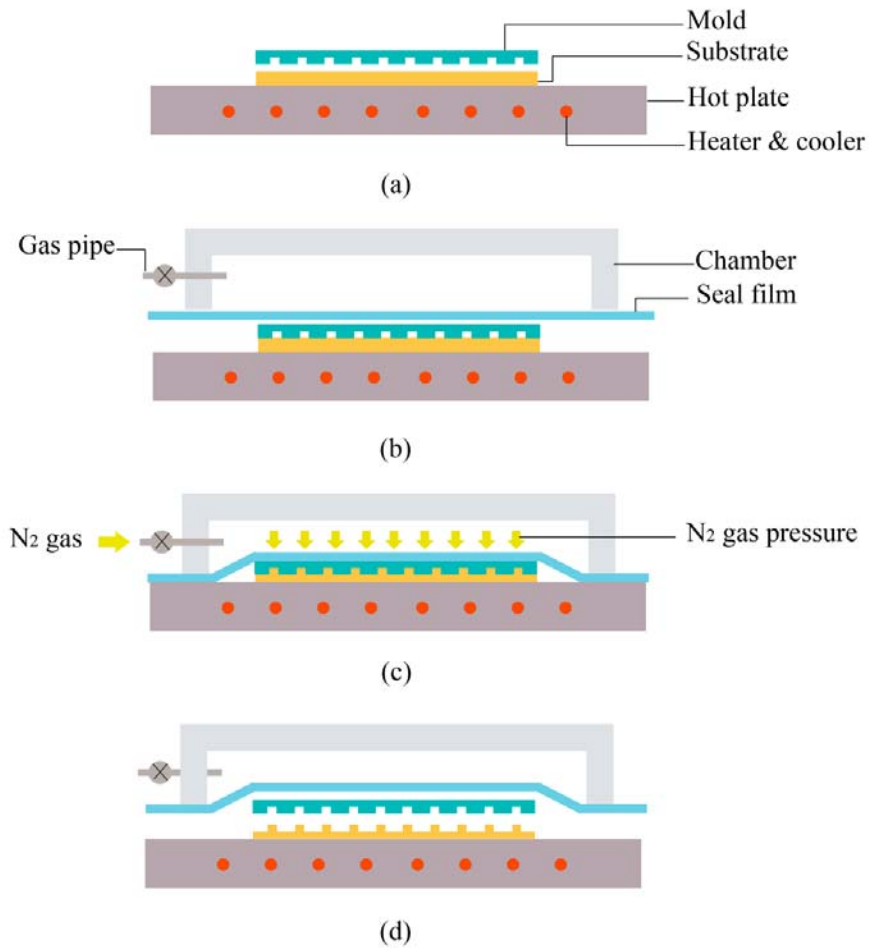 Mold
Substrate
Hot plate
Heater & cooler
(a)
Gas pipe
Chamber
Seal film
(b)
N2 gas
N2 gas pressure
(c)
(d)